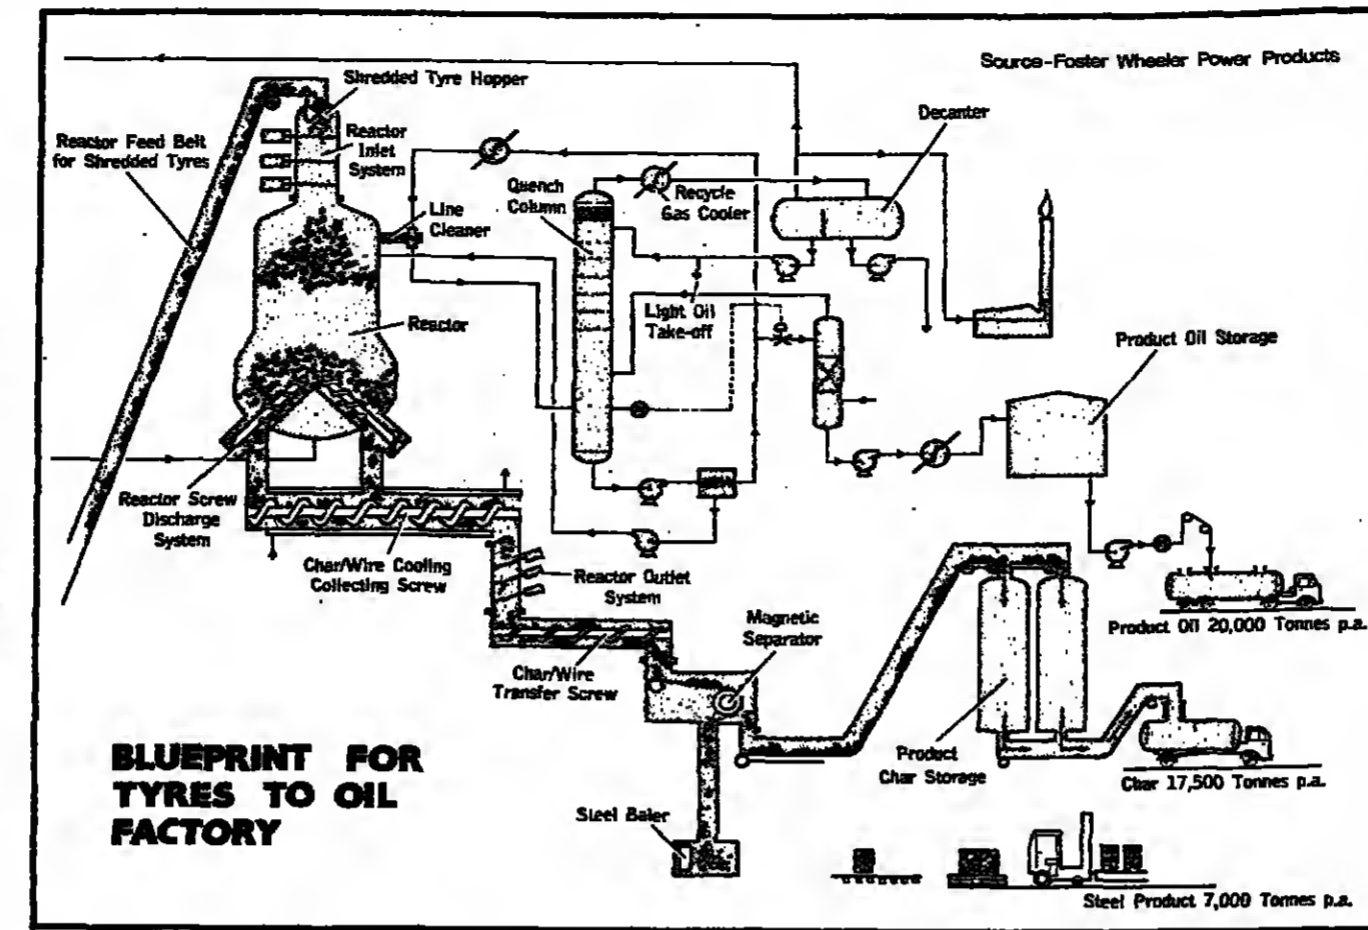 Source-Foster Wheeler Power Products
Shredded Tyre Hopper
Decanter
Reactor Feed Belt
for Shredded Tyres
Reactor
Inlet
System
Quench
Column
Recycle
Gas Cooler
Line
Cleaner
Light Oil
Take-off
Reactor
Product Oil Storage
Reactor Screw
Discharge
System
Char/Wire Cooling
Collecting Screw
Reactor Outlet
System
Magnetic
Separator
Product Oil 20,000 Tonnes p.a.
Char/Wire
Transfer Screw
BLUEPRINT FOR
TYRES TO OIL
FACTORY
Product
Char Storage
Char 17,500 Tonnes p.a.
Steel Baler
Steel Product 7,000 Tonnes p.a.